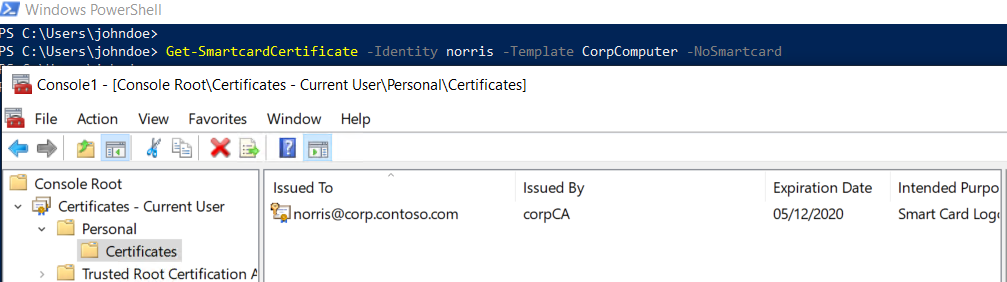 Windows PowerShell
PS C:\Users\johndoe>
PS C:\Users\johndoe> Get-SmartcardCertificate -Identity norris -Template CorpComputer -NoSmartcard
Console1 - [Console Root\Certificates - Current User\Personal\Certificates]
File Action View Favorites Window Help
Console Root
Certificates - Current User
Personal
Certificates
Trusted Root Certification A
Issued To Issued By Expiration Date Intended Purpo
norris@corp.contoso.com corpCA 05/12/2020 Smart Card Logo